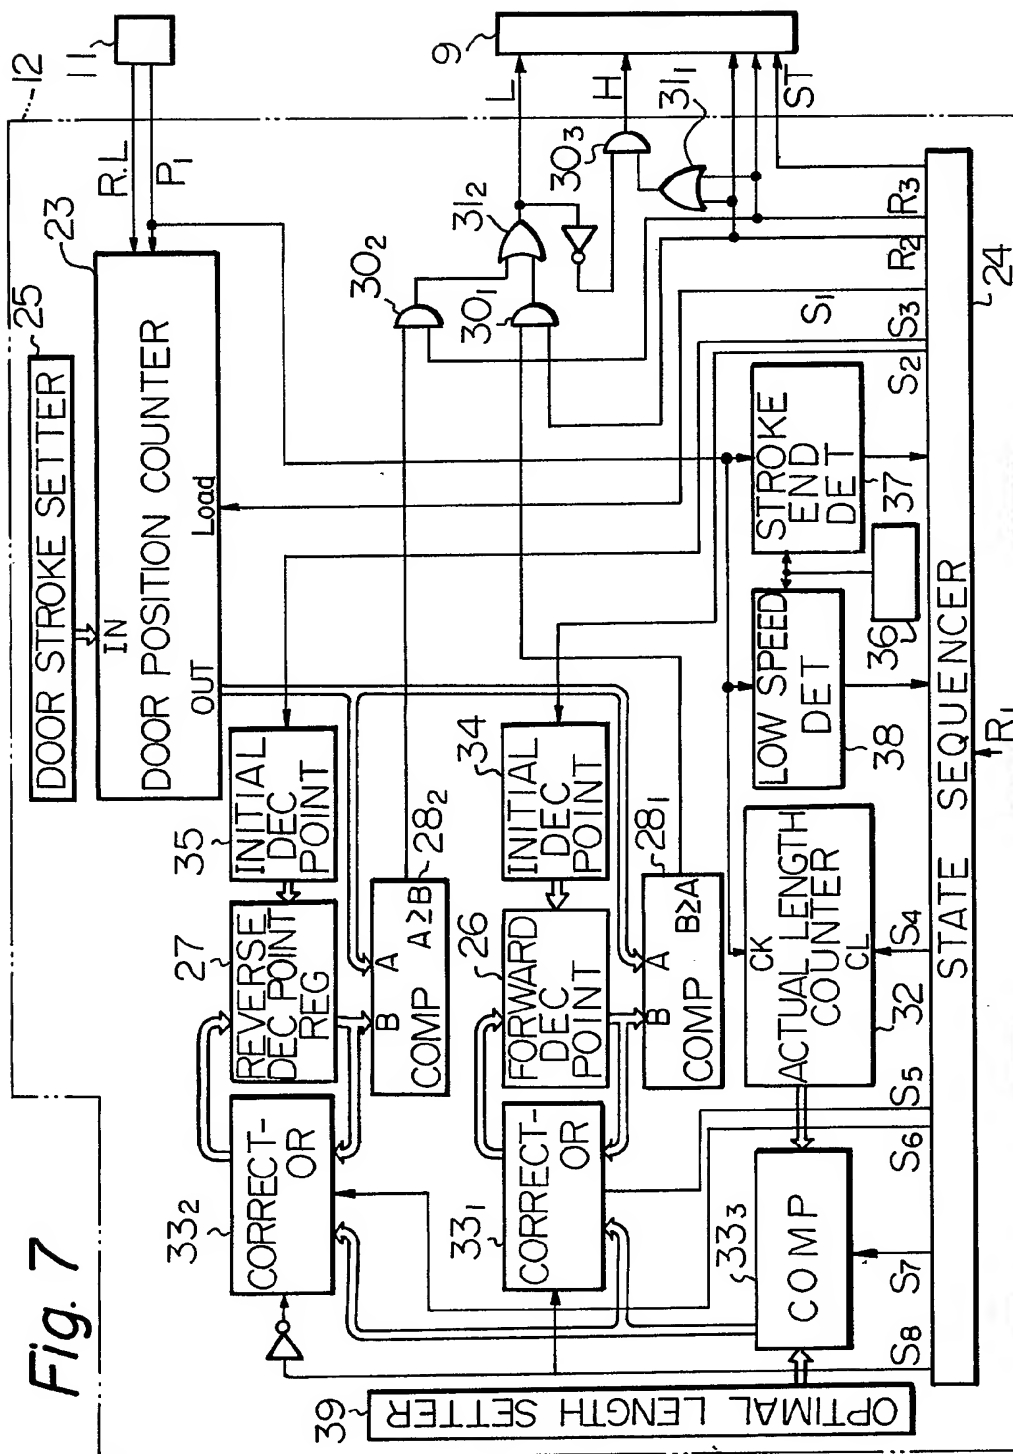 Fig. 7
12
11
R.L
P₁
9
L
H
ST
25
DOOR STROKE SETTER
23
IN
DOOR POSITION COUNTER
OUT
Load
30₂
30₁
31₂
30₃
31₁
35
INITIAL
DEC
POINT
27
REVERSE
DEC POINT
REG
33₂
CORRECT-
OR
B
A
COMP
A≥B
28₂
34
INITIAL
DEC
POINT
26
FORWARD
DEC
POINT
33₁
CORRECT-
OR
B
A
COMP
B≥A
28₁
39
OPTIMAL LENGTH SETTER
33₃
COMP
CK
ACTUAL LENGTH
COUNTER
CL
32
LOW SPEED
DET
38
STROKE
END
DET
37
36
S₈
S₇
S₆
S₅
S₄
S₂
S₃
S₁
R₂
R₃
STATE SEQUENCER
24
R₁